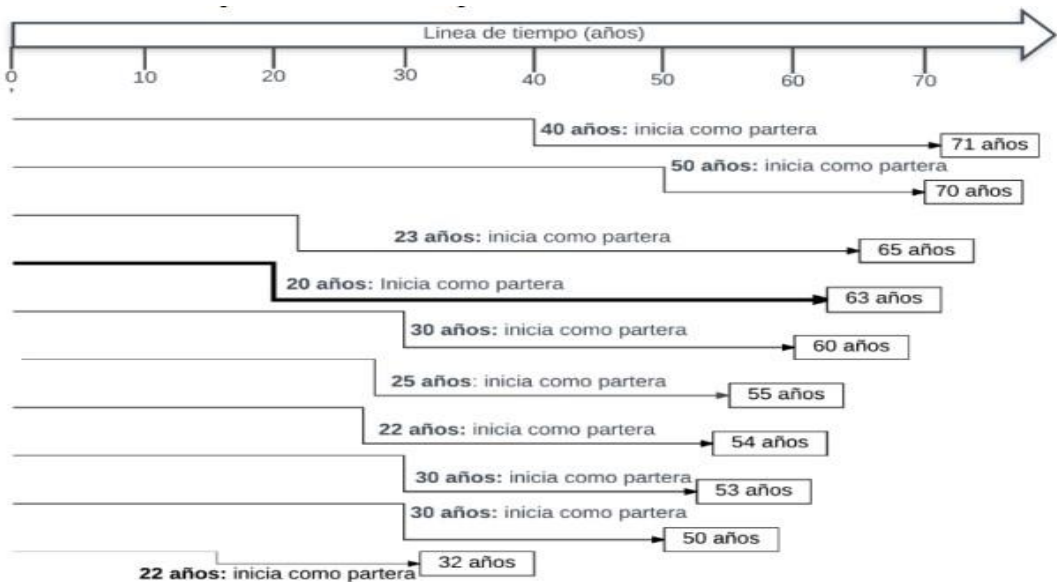 Linea de tiempo (años)
0 10 20 30 40 50 60 70
40 años: inicia como partera
71 años
50 años: inicia como partera
70 años
23 años: inicia como partera
65 años
20 años: Inicia como partera
63 años
30 años: inicia como partera
60 años
25 años: inicia como partera
55 años
22 años: inicia como partera
54 años
30 años: inicia como partera
53 años
30 años: inicia como partera
50 años
32 años
22 años: inicia como partera